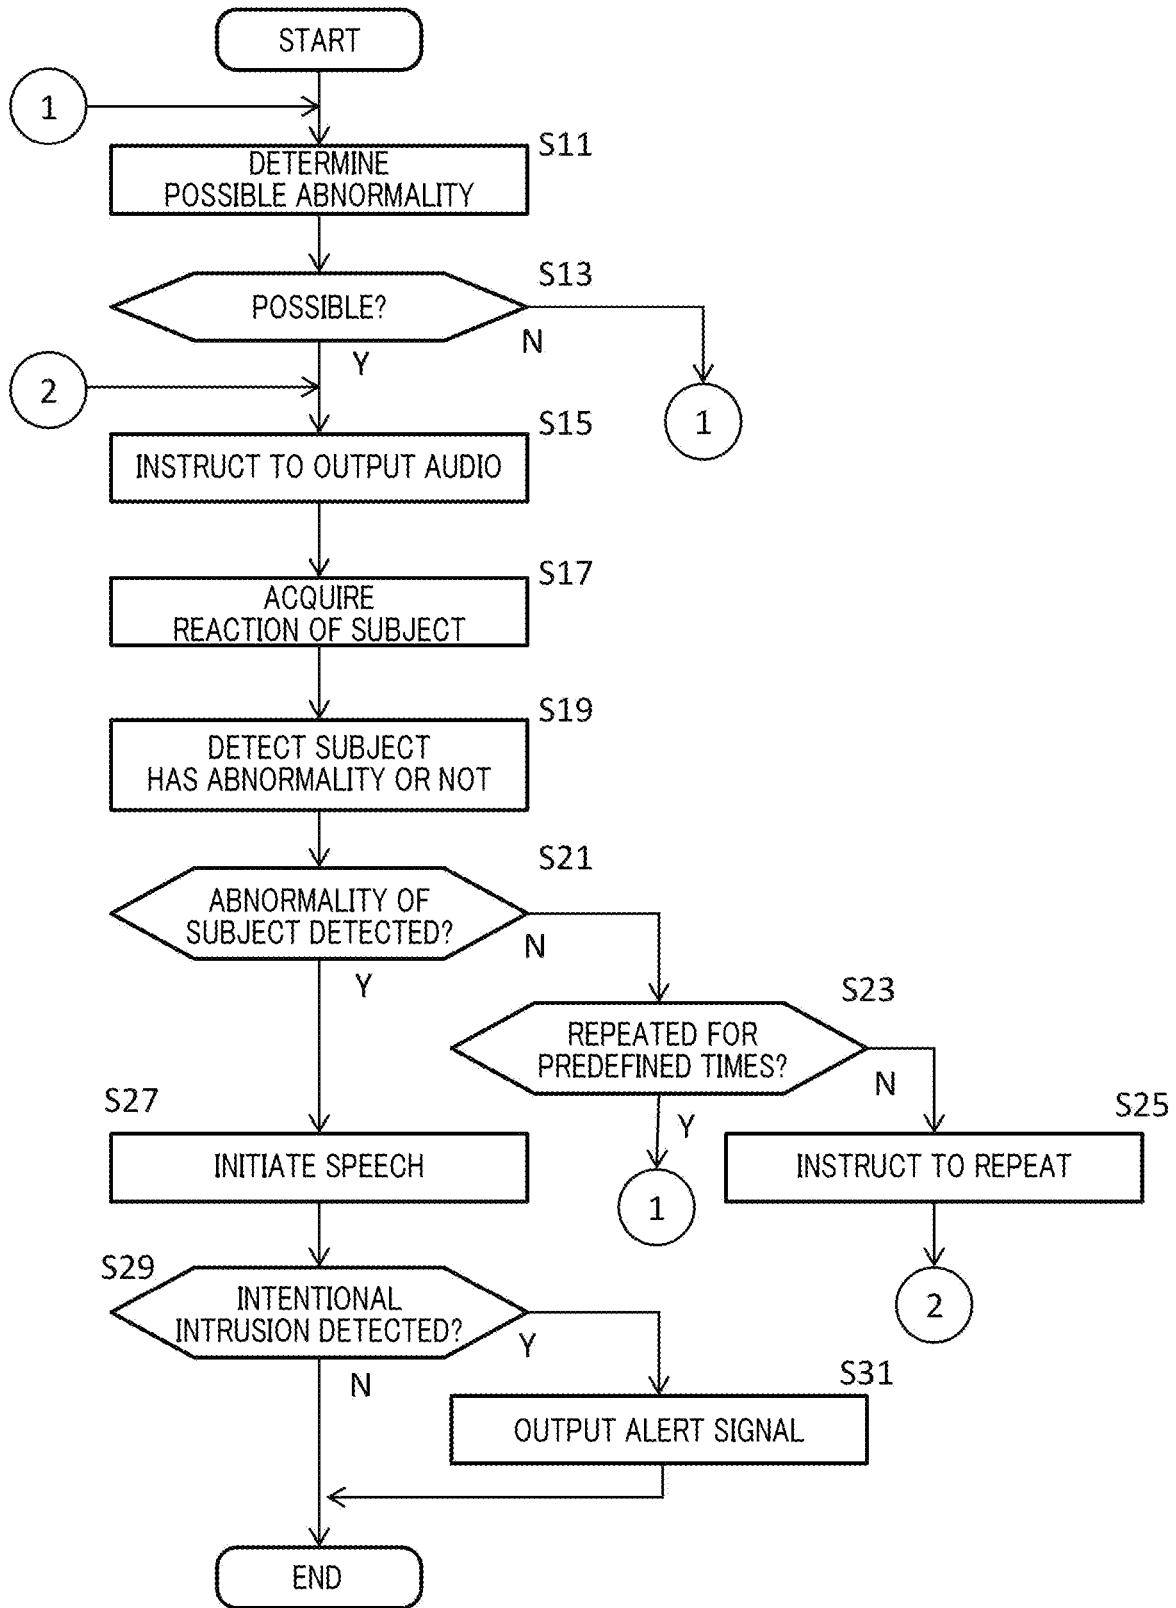 START
1
S11
DETERMINE
POSSIBLE ABNORMALITY
S13
POSSIBLE?
N
Y
2
1
S15
INSTRUCT TO OUTPUT AUDIO
S17
ACQUIRE
REACTION OF SUBJECT
S19
DETECT SUBJECT
HAS ABNORMALITY OR NOT
S21
ABNORMALITY OF
SUBJECT DETECTED?
N
Y
S23
REPEATED FOR
PREDEFINED TIMES?
N
Y
S27
S25
INITIATE SPEECH
INSTRUCT TO REPEAT
1
S29
2
INTENTIONAL
INTRUSION DETECTED?
Y
N
S31
OUTPUT ALERT SIGNAL
END